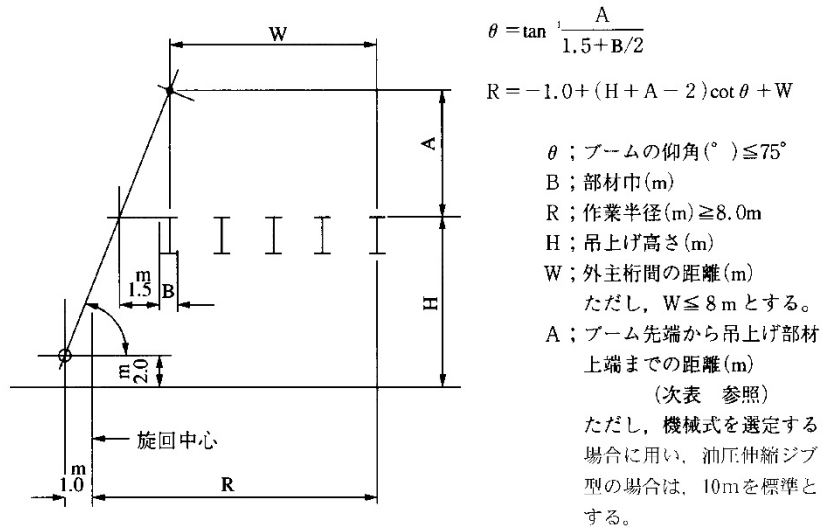 W
A
H
m
1.5
B
m
2.0
旋回中心
m
1.0
R
θ＝tan⁻¹ A/(1.5＋B/2)
R＝−1.0＋(H＋A−2)cotθ＋W
θ；ブームの仰角(°)≦75°
B；部材巾(m)
R；作業半径(m)≧8.0m
H；吊上げ高さ(m)
W；外主桁間の距離(m)
ただし，W≦8mとする。
A；ブーム先端から吊上げ部材
上端までの距離(m)
(次表　参照)
ただし，機械式を選定する
場合に用い，油圧伸縮ジブ
型の場合は，10mを標準と
する。